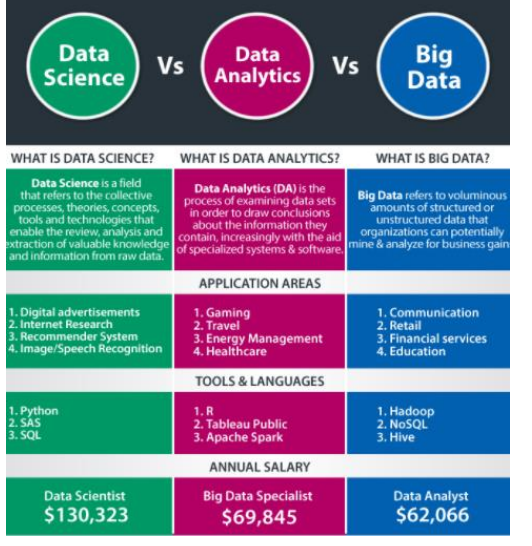 Data
Science
Vs
Data
Analytics
Vs
Big
Data
WHAT IS DATA SCIENCE?
Data Science is a field
that refers to the collective
processes, theories, concepts,
tools and technologies that
enable the review, analysis and
extraction of valuable knowledge
and information from raw data.
WHAT IS DATA ANALYTICS?
Data Analytics (DA) is the
process of examining data sets
in order to draw conclusions
about the information they
contain, increasingly with the aid
of specialized systems & software.
WHAT IS BIG DATA?
Big Data refers to voluminous
amounts of structured or
unstructured data that
organizations can potentially
mine & analyze for business gain
APPLICATION AREAS
1. Digital advertisements
2. Internet Research
3. Recommender System
4. Image/Speech Recognition
1. Gaming
2. Travel
3. Energy Management
4. Healthcare
1. Communication
2. Retail
3. Financial services
4. Education
TOOLS & LANGUAGES
1. Python
2. SAS
3. SQL
1. R
2. Tableau Public
3. Apache Spark
1. Hadoop
2. NoSQL
3. Hive
ANNUAL SALARY
Data Scientist
$130,323
Big Data Specialist
$69,845
Data Analyst
$62,066